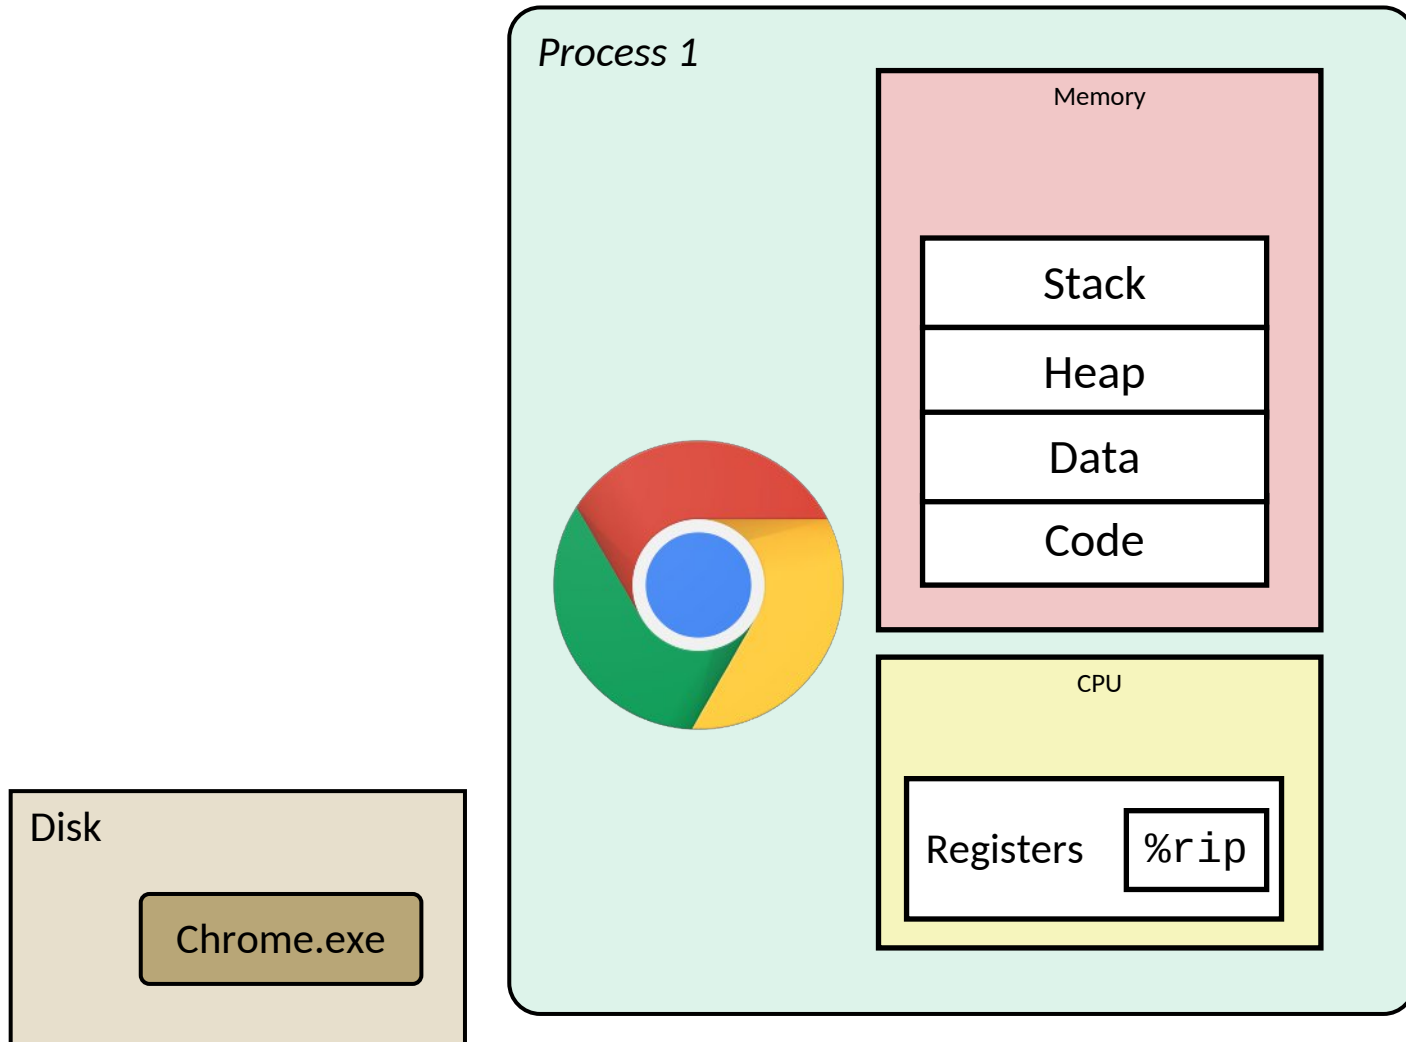 Process 1
Memory
Stack
Heap
Data
Code
CPU
Registers %rip
Disk
Chrome.exe